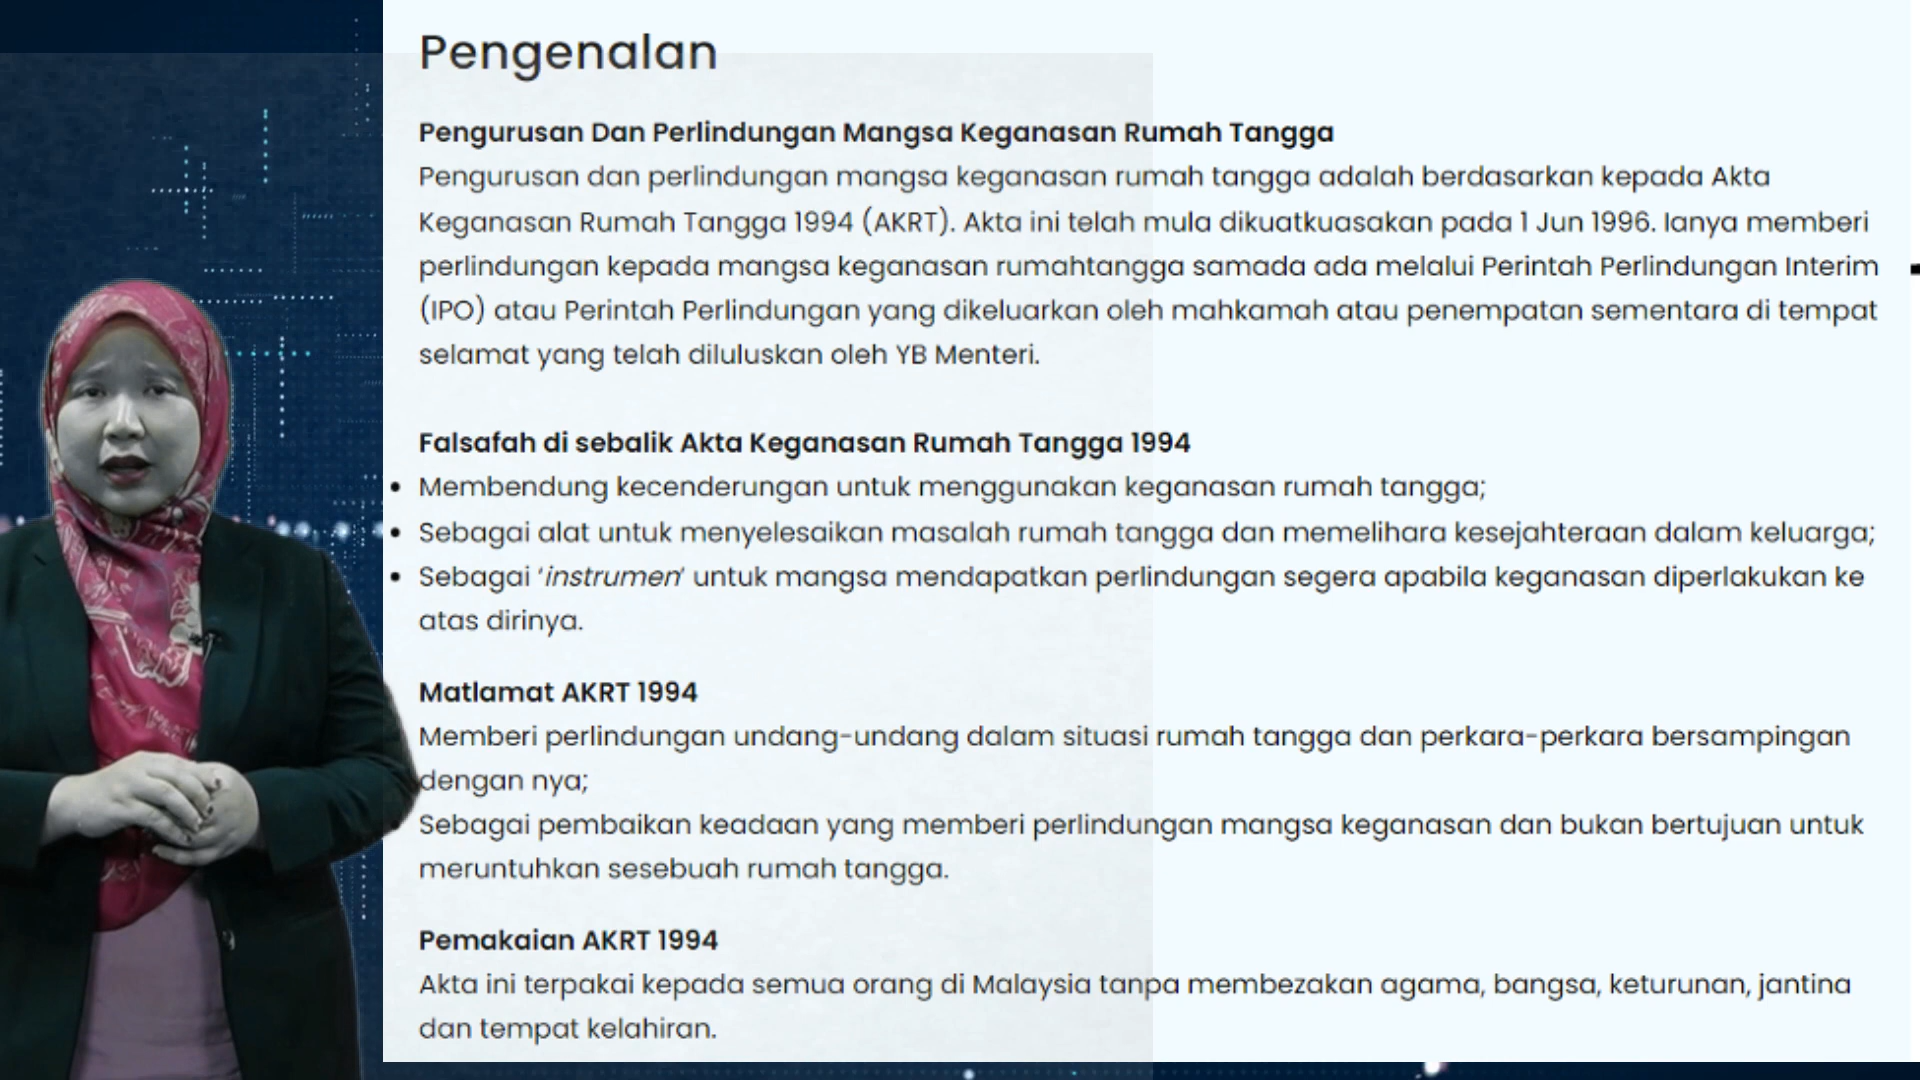 Pengenalan
Pengurusan Dan Perlindungan Mangsa Keganasan Rumah Tangga
Pengurusan dan perlindungan mangsa keganasan rumah tangga adalah berdasarkan kepada Akta
Keganasan Rumah Tangga 1994 (AKRT). Akta ini telah mula dikuatkuasakan pada 1 Jun 1996. Ianya memberi
perlindungan kepada mangsa keganasan rumahtangga samada ada melalui Perintah Perlindungan Interim
(IPO) atau Perintah Perlindungan yang dikeluarkan oleh mahkamah atau penempatan sementara di tempat
selamat yang telah diluluskan oleh YB Menteri.
Falsafah di sebalik Akta Keganasan Rumah Tangga 1994
• Membendung kecenderungan untuk menggunakan keganasan rumah tangga;
• Sebagai alat untuk menyelesaikan masalah rumah tangga dan memelihara kesejahteraan dalam keluarga;
• Sebagai ‘instrumen’ untuk mangsa mendapatkan perlindungan segera apabila keganasan diperlakukan ke
atas dirinya.
Matlamat AKRT 1994
Memberi perlindungan undang-undang dalam situasi rumah tangga dan perkara-perkara bersampingan
dengan nya;
Sebagai pembaikan keadaan yang memberi perlindungan mangsa keganasan dan bukan bertujuan untuk
meruntuhkan sesebuah rumah tangga.
Pemakaian AKRT 1994
Akta ini terpakai kepada semua orang di Malaysia tanpa membezakan agama, bangsa, keturunan, jantina
dan tempat kelahiran.